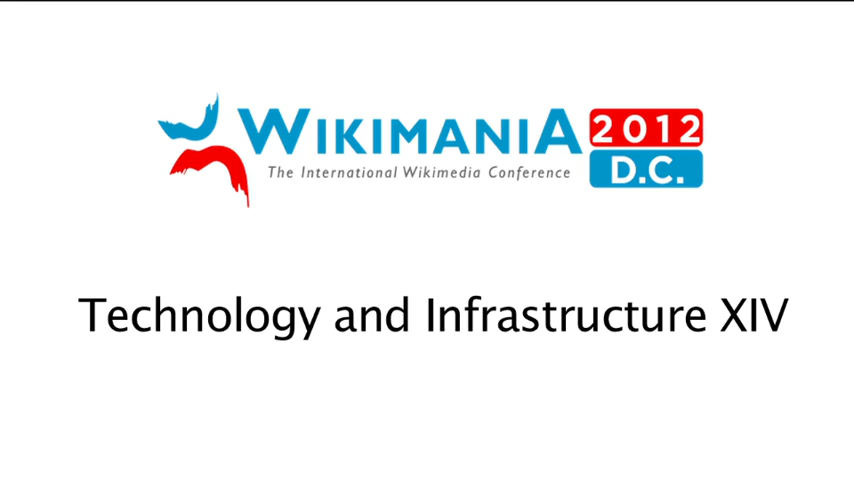 WIKIMANIA 2012
The International Wikimedia Conference D.C.
Technology and Infrastructure XIV